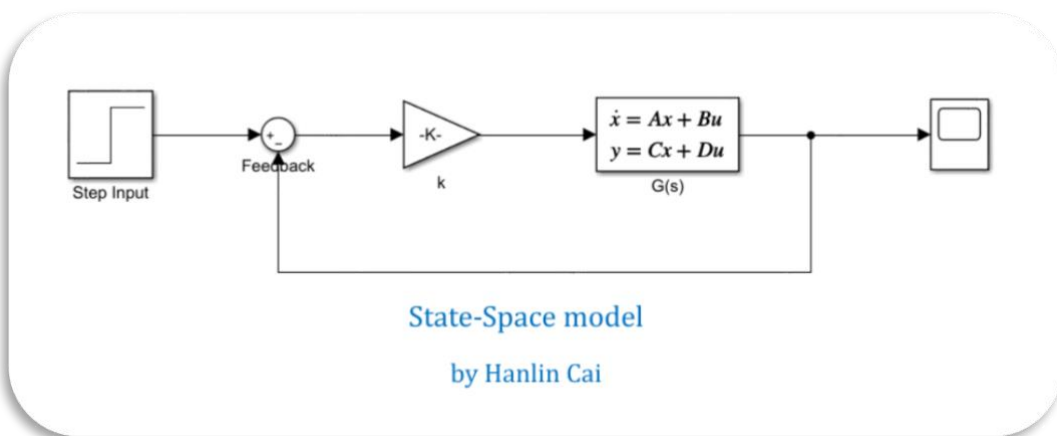 +
-
-K-
ẋ = Ax + Bu
y = Cx + Du
Feedback
Step Input
k
G(s)
State-Space model
by Hanlin Cai